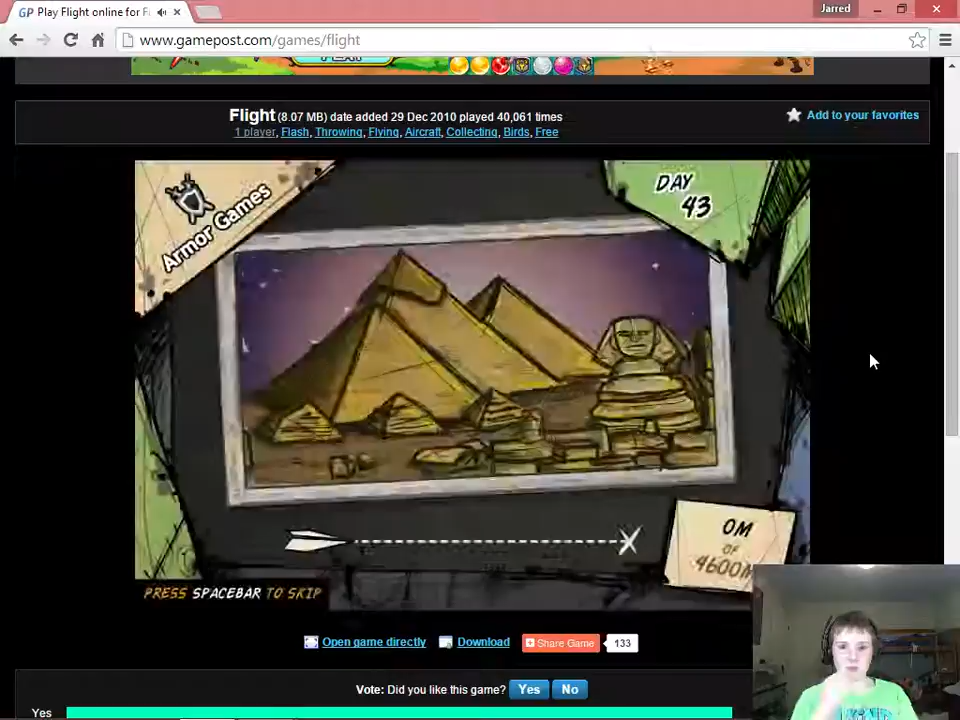 GP Play Flight online for F
Jarred
www.gamepost.com/games/flight
Flight (8.07 MB) date added 29 Dec 2010 played 40,061 times
Add to your favorites
1 player, Flash, Throwing, Flying, Aircraft, Collecting, Birds, Free
Armor Games
DAY
43
0M
OF
4600M
PRESS SPACEBAR TO SKIP
Open game directly
Download
Share Game
133
Vote: Did you like this game?
Yes
No
Yes